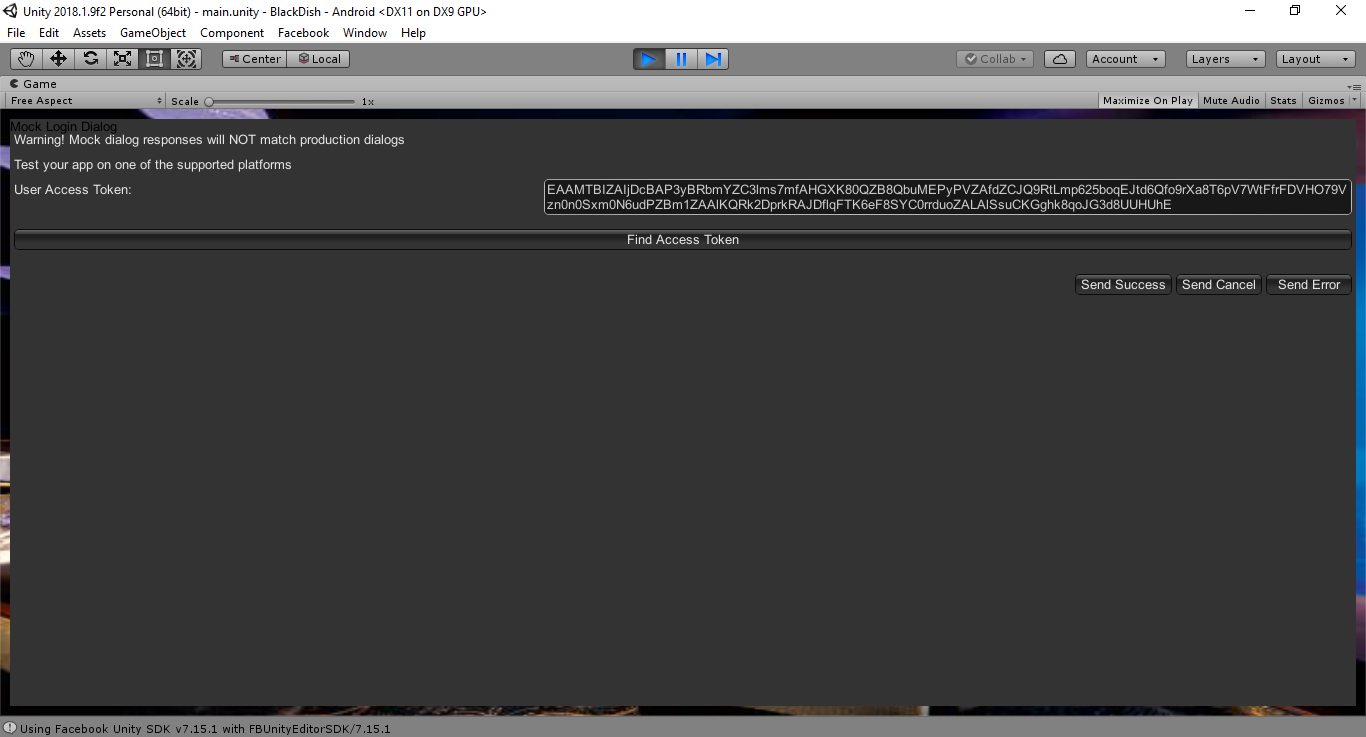 Unity 2018.1.9f2 Personal (64bit) - main.unity - BlackDish - Android <DX11 on DX9 GPU>
File Edit Assets GameObject Component Facebook Window Help
Center Local Collab Account Layers Layout
Game
Free Aspect Scale 1x Maximize On Play Mute Audio Stats Gizmos
Mock Login Dialog
Warning! Mock dialog responses will NOT match production dialogs
Test your app on one of the supported platforms
User Access Token: EAAMTBIZAIjDcBAP3yBRbmYZC3lms7mfAHGXK80QZB8QbuMEPyPVZAfdZCJQ9RtLmp625boqEJtd6Qfo9rXa8T6pV7WtFfrFDVHO79V
zn0n0Sxm0N6udPZBm1ZAAlKQRk2DprkRAJDflqFTK6eF8SYC0rrduoZALAlSsuCKGghk8qoJG3d8UUHUhE
Find Access Token
Send Success Send Cancel Send Error
Using Facebook Unity SDK v7.15.1 with FBUnityEditorSDK/7.15.1